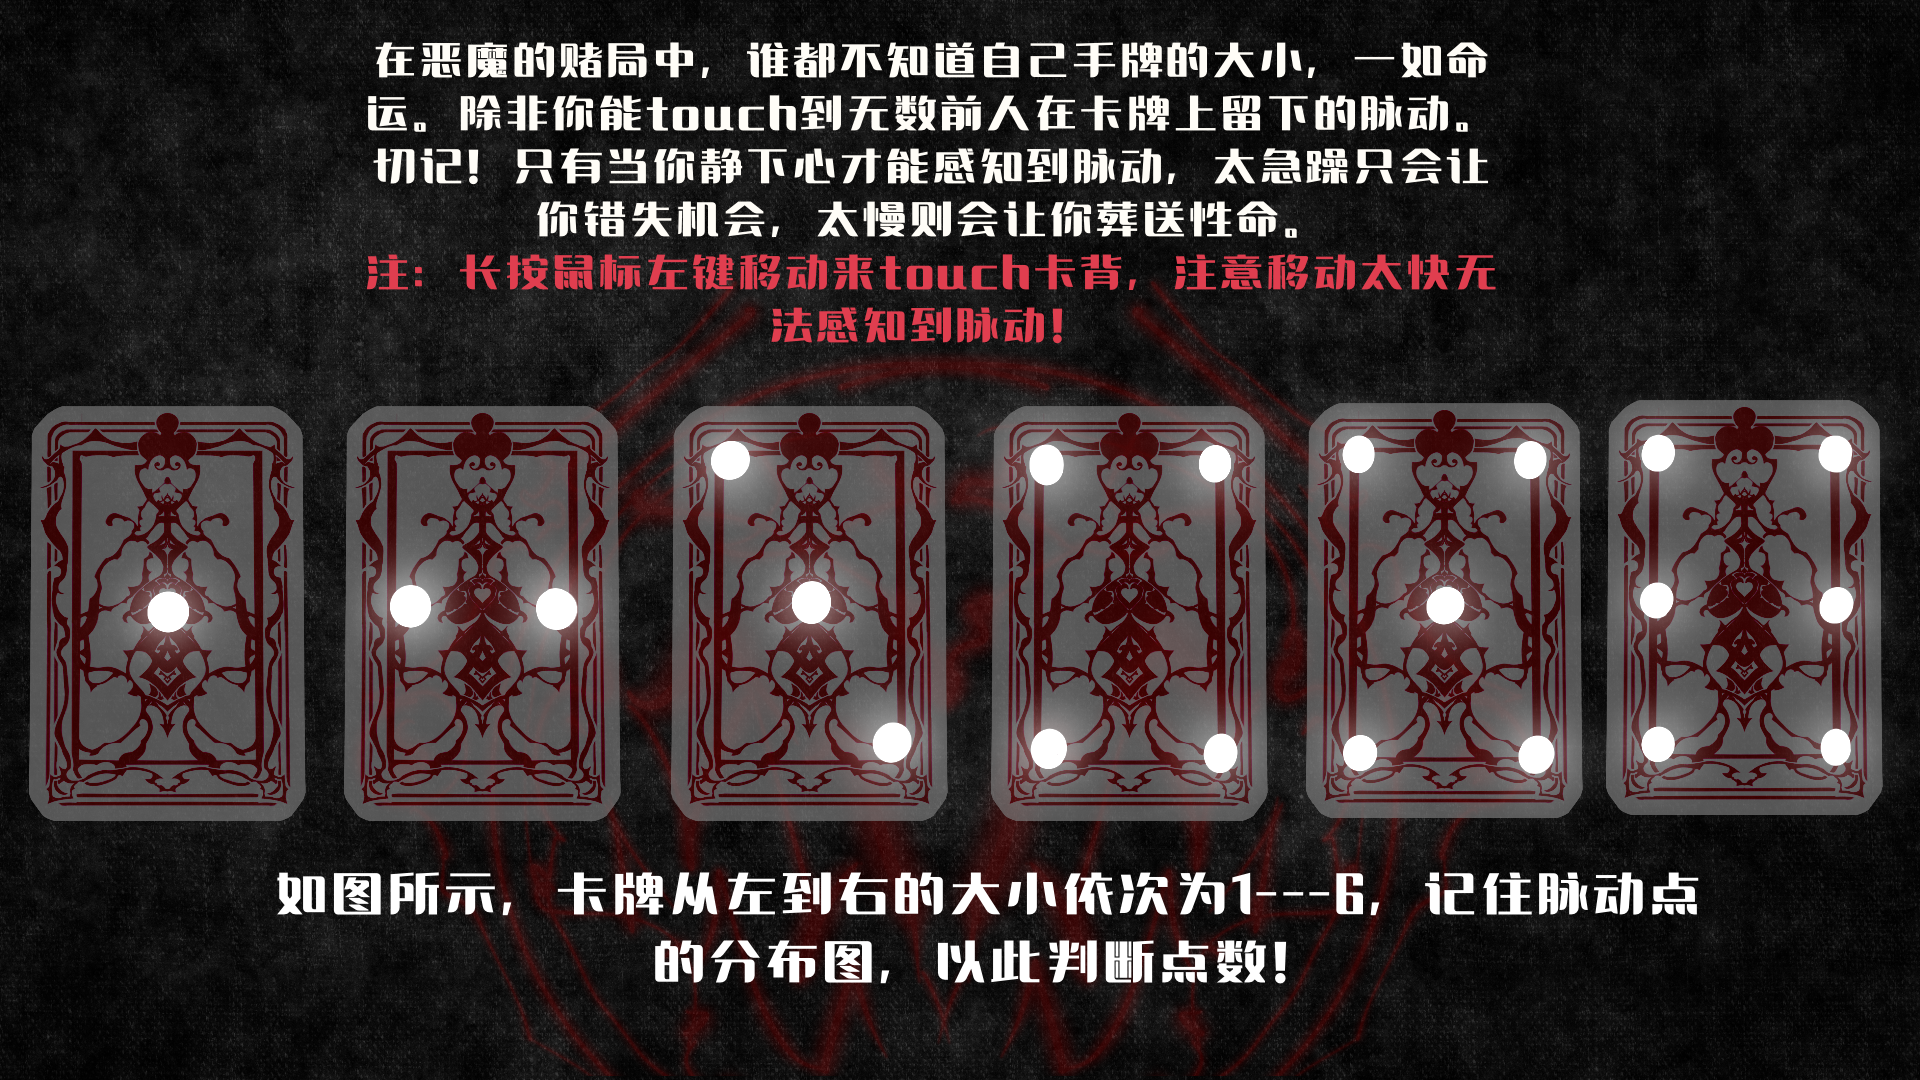 在恶魔的赌局中，谁都不知道自己手牌的大小，一如命
运。除非你能touch到无数前人在卡牌上留下的脉动。
切记！只有当你静下心才能感知到脉动，太急躁只会让
你错失机会，太慢则会让你葬送性命。
注：长按鼠标左键移动来touch卡背，注意移动太快无
法感知到脉动！
如图所示，卡牌从左到右的大小依次为1---6，记住脉动点
的分布图，以此判断点数！